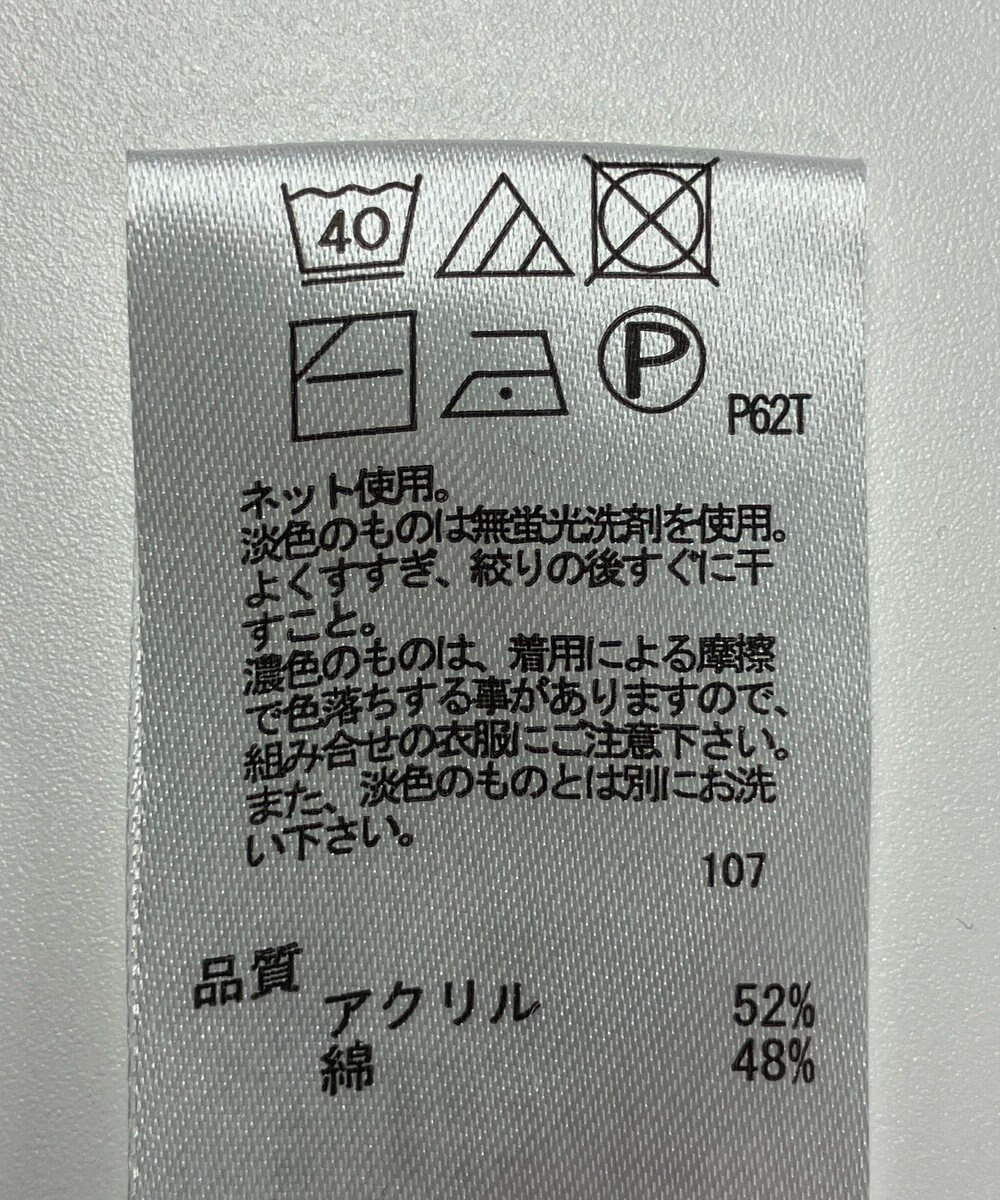 40
P
P62T
ネット使用。
淡色のものは無蛍光洗剤を使用。
よくすすぎ、絞りの後すぐに干
すこと。
濃色のものは、着用による摩擦
で色落ちする事がありますので、
組み合せの衣服にご注意下さい。
また、淡色のものとは別にお洗
い下さい。
107
品質
アクリル 52%
綿 48%